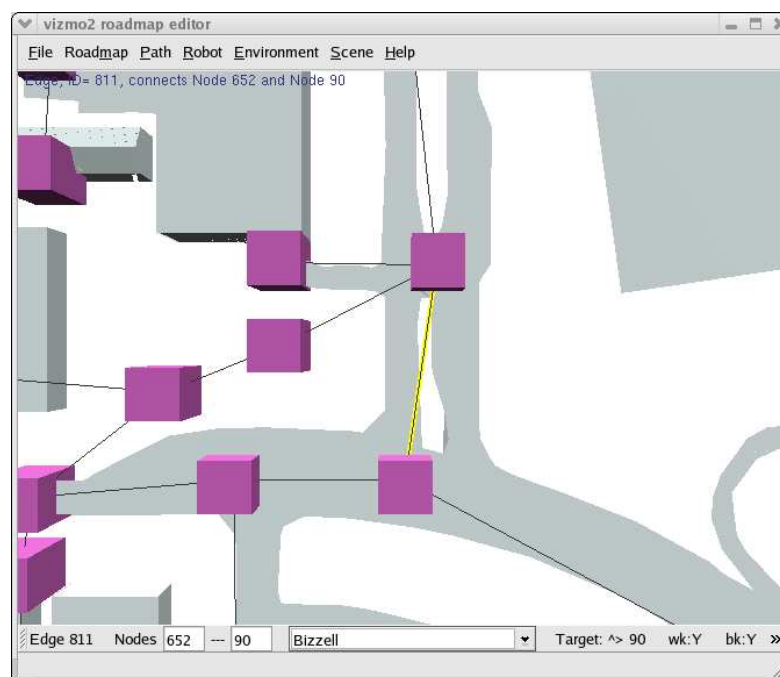 vizmo2 roadmap editor
File Roadmap Path Robot Environment Scene Help
Edge, ID= 811, connects Node 652 and Node 90
Edge 811 Nodes 652 --- 90 Bizzell Target: ^> 90 wk:Y bk:Y »